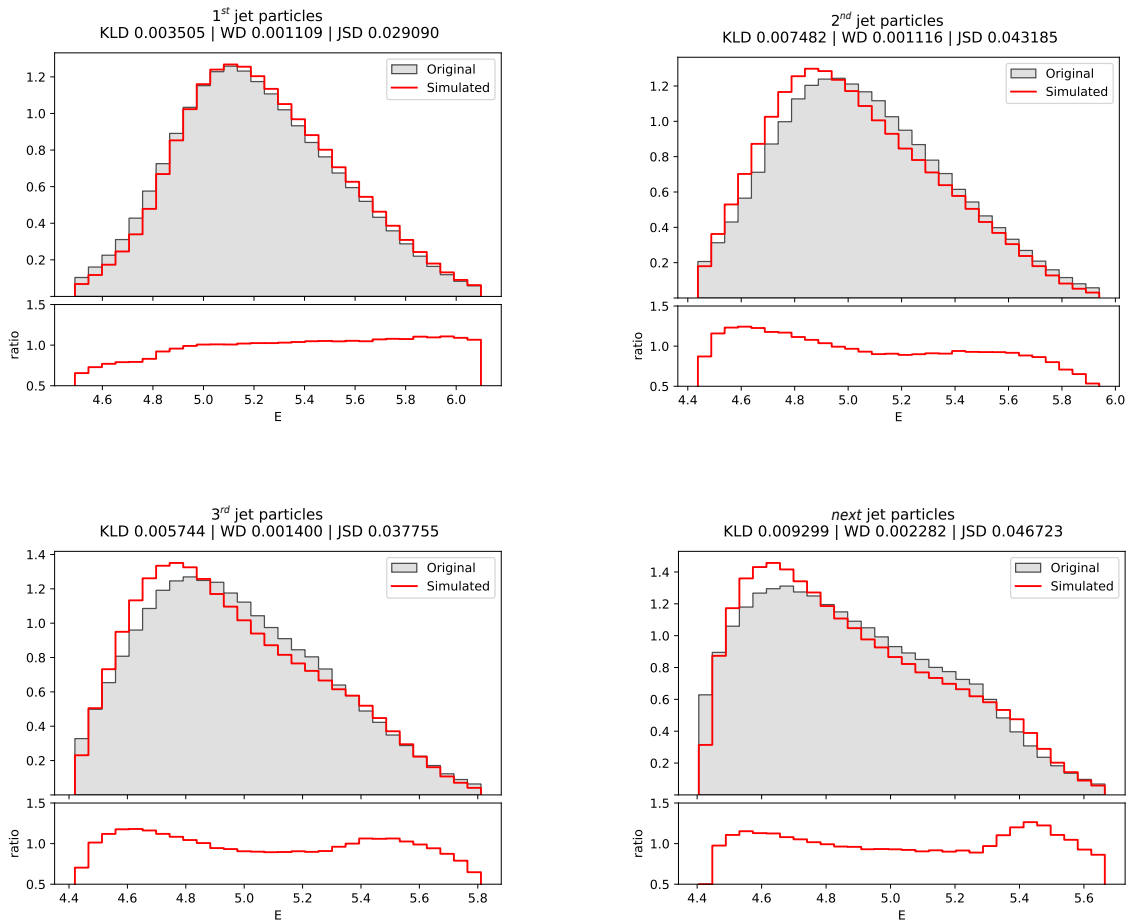 1st jet particles
KLD 0.003505 | WD 0.001109 | JSD 0.029090
Original
Simulated
1.2
1.0
0.8
0.6
0.4
0.2
1.5
1.0
0.5
ratio
4.6 4.8 5.0 5.2 5.4 5.6 5.8 6.0
E
2nd jet particles
KLD 0.007482 | WD 0.001116 | JSD 0.043185
Original
Simulated
1.2
1.0
0.8
0.6
0.4
0.2
1.5
1.0
0.5
ratio
4.4 4.6 4.8 5.0 5.2 5.4 5.6 5.8 6.0
E
3rd jet particles
KLD 0.005744 | WD 0.001400 | JSD 0.037755
Original
Simulated
1.4
1.2
1.0
0.8
0.6
0.4
0.2
1.5
1.0
0.5
ratio
4.4 4.6 4.8 5.0 5.2 5.4 5.6 5.8
E
next jet particles
KLD 0.009299 | WD 0.002282 | JSD 0.046723
Original
Simulated
1.4
1.2
1.0
0.8
0.6
0.4
0.2
1.5
1.0
0.5
ratio
4.4 4.6 4.8 5.0 5.2 5.4 5.6
E